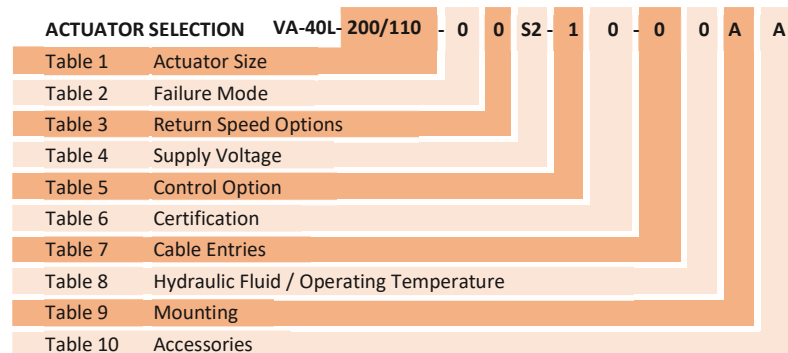 ACTUATOR SELECTION VA-40L- 200/110 - 0 0 S2 - 1 0 - 0 0 A A
Table 1 Actuator Size
Table 2 Failure Mode
Table 3 Return Speed Options
Table 4 Supply Voltage
Table 5 Control Option
Table 6 Certification
Table 7 Cable Entries
Table 8 Hydraulic Fluid / Operating Temperature
Table 9 Mounting
Table 10 Accessories